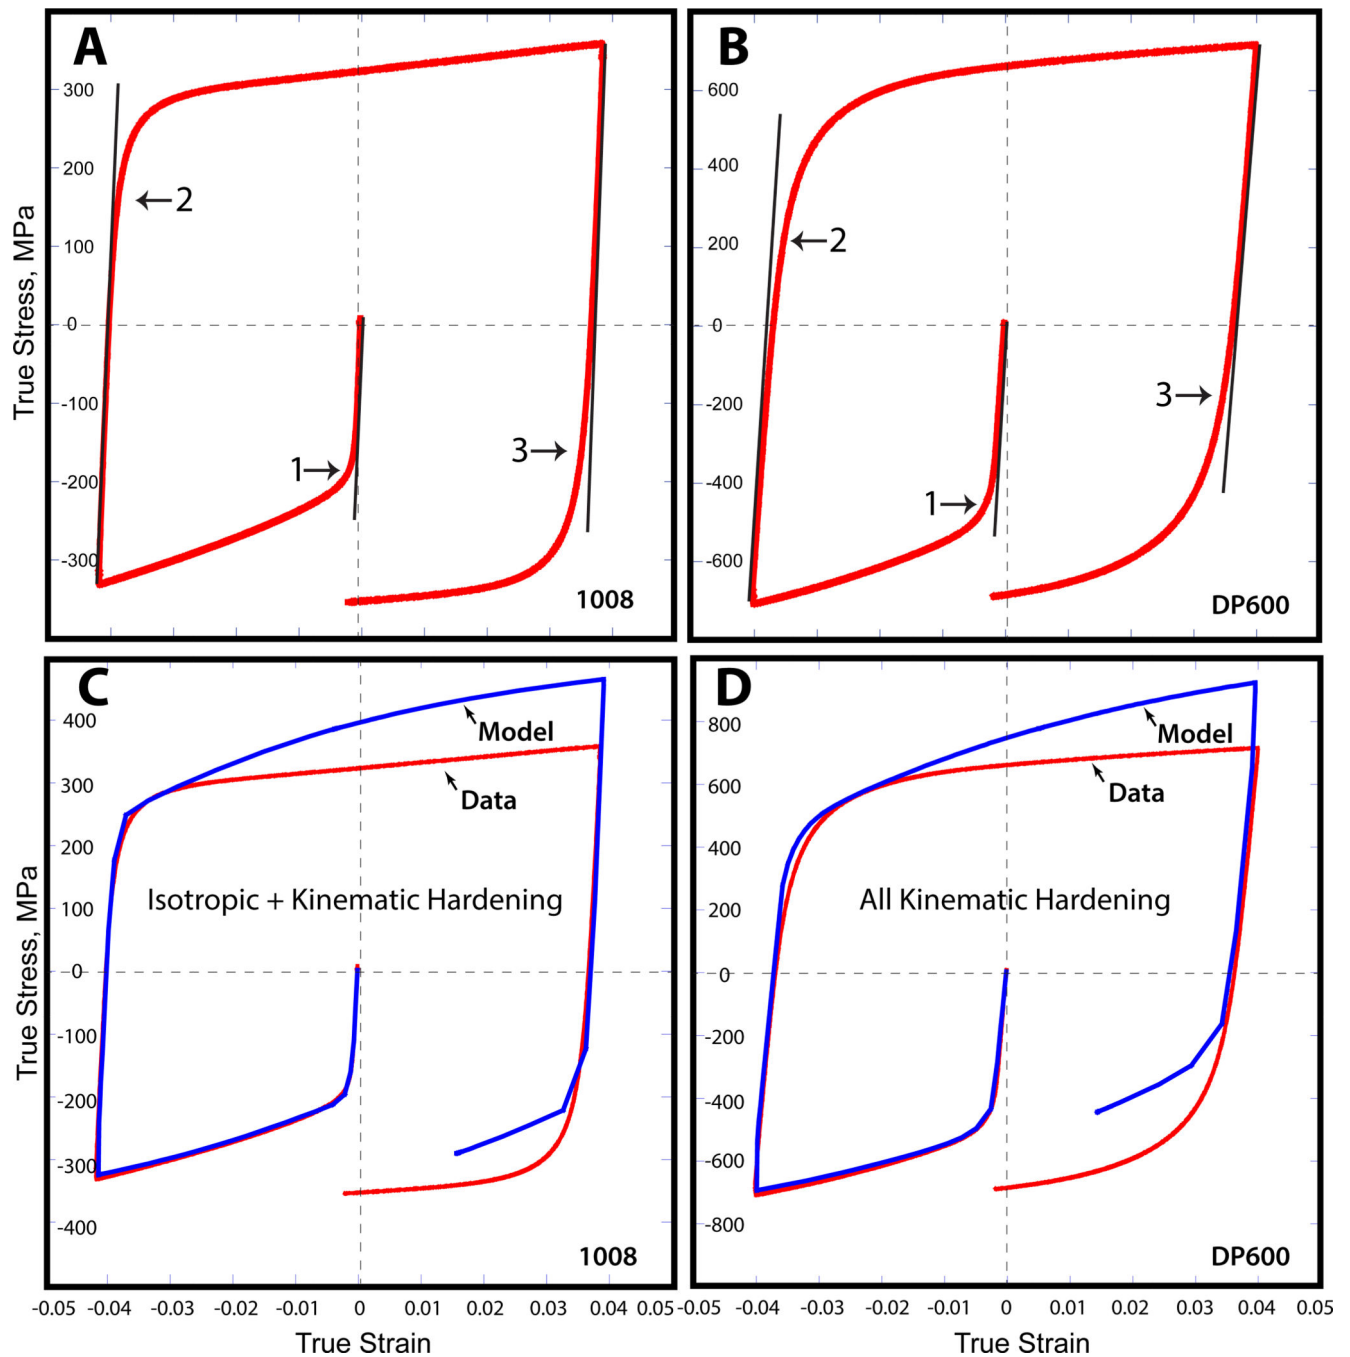 A
B
300
200
100
0
-100
-200
-300
True Stress, MPa
2
1
3
1008
600
400
200
0
-200
-400
-600
2
1
3
DP600
C
D
400
300
200
100
0
-100
-200
-300
-400
True Stress, MPa
Model
Data
Isotropic + Kinematic Hardening
1008
800
600
400
200
0
-200
-400
-600
-800
Model
Data
All Kinematic Hardening
DP600
-0.05 -0.04 -0.03 -0.02 -0.01 0 0.01 0.02 0.03 0.04 0.05
-0.05 -0.04 -0.03 -0.02 -0.01 0 0.01 0.02 0.03 0.04 0.05
True Strain
True Strain